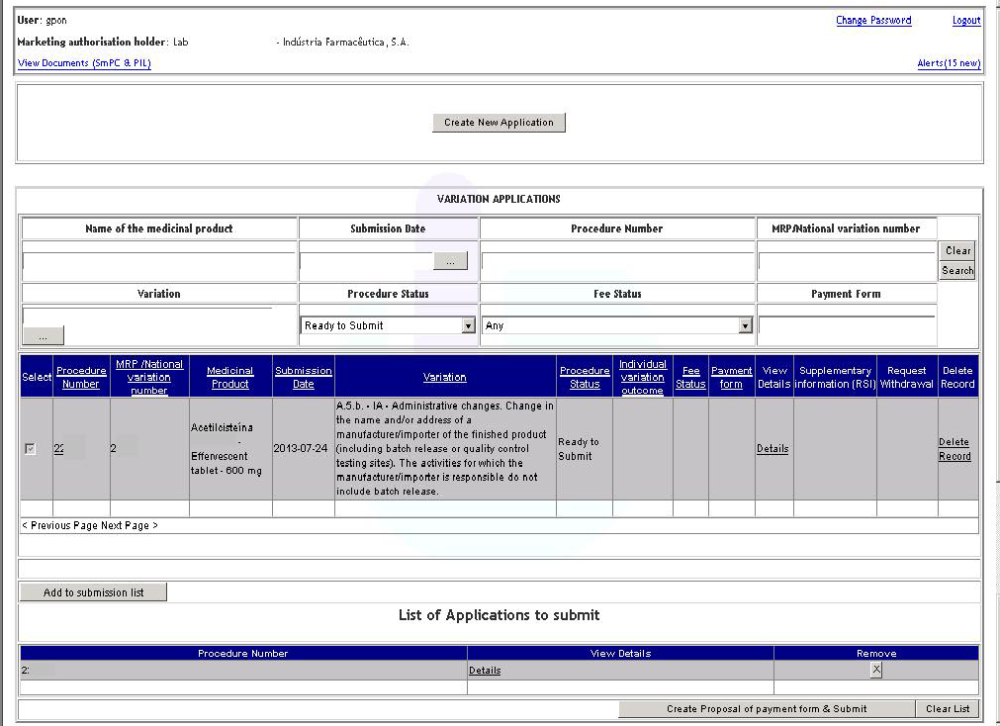 User: gpon Change Password Logout
Marketing authorisation holder: Lab - Indústria Farmacêutica, S.A.
View Documents (SmPC & PIL) Alerts(15 new)
Create New Application
VARIATION APPLICATIONS
Name of the medicinal product Submission Date Procedure Number MRP/National variation number
... Clear
Search
Variation Procedure Status Fee Status Payment Form
Ready to Submit Any
...
Select Procedure Number MRP /National variation number Medicinal Product Submission Date Variation Procedure Status Individual variation outcome Fee Status Payment form View Details Supplementary information (RSI) Request Withdrawal Delete Record
22 2 Acetilcisteína - Effervescent tablet - 600 mg 2013-07-24
A.5.b. - IA - Administrative changes. Change in
the name and/or address of a
manufacturer/importer of the finished product
(including batch release or quality control
testing sites). The activities for which the
manufacturer/importer is responsible do not
include batch release.
Ready to Submit Details Delete Record
< Previous Page Next Page >
Add to submission list
List of Applications to submit
Procedure Number View Details Remove
2: Details X
Create Proposal of payment form & Submit Clear List